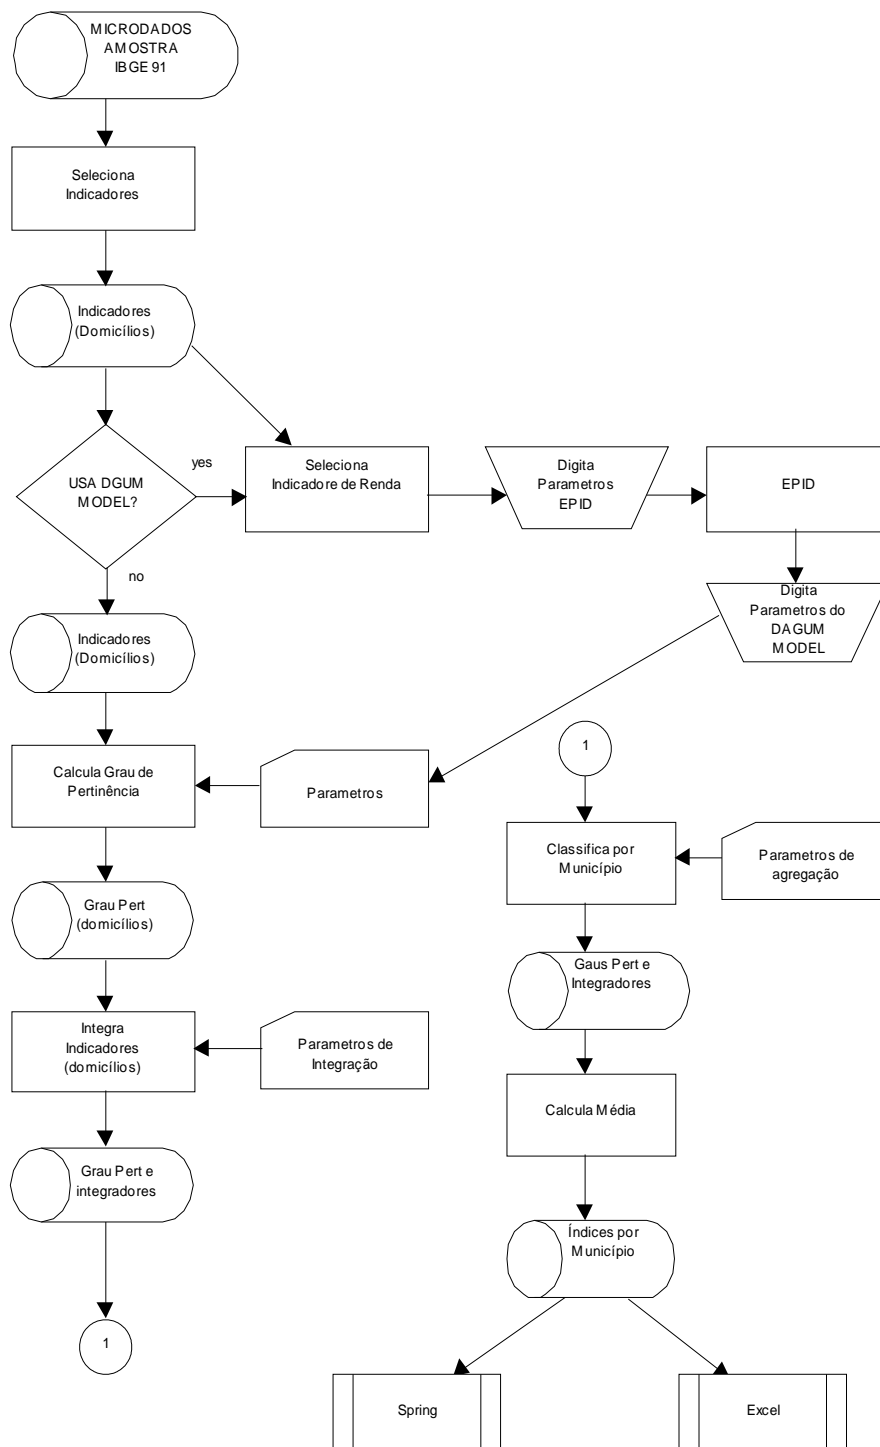 MICRODADOS
AMOSTRA
IBGE 91
Seleciona
Indicadores
Indicadores
(Domicílios)
USA DGUM
MODEL?
yes
Seleciona
Indicadore de Renda
Digita
Parametros
EPID
EPID
no
Digita
Parametros do
DAGUM
MODEL
Indicadores
(Domicílios)
Calcula Grau de
Pertinência
Parametros
1
Classifica por
Município
Parametros de
agregação
Grau Pert
(domicílios)
Gaus Pert e
Integradores
Integra
Indicadores
(domicílios)
Parametros de
Integração
Calcula Média
Grau Pert e
integradores
Índices por
Município
1
Spring
Excel